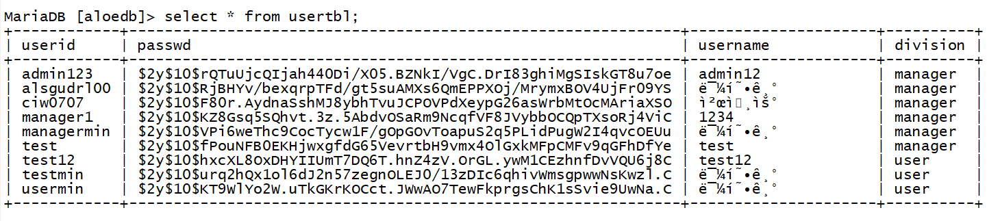 MariaDB [aloedb]> select * from usertbl;
+------------+--------------------------------------------------------------+---------------------+----------+
| userid | passwd | username | division |
+------------+--------------------------------------------------------------+---------------------+----------+
| admin123 | $2y$10$rQTuUjcQIjah44ODi/X05.BZNkI/VgC.DrI83ghiMgSIskGT8u7oe | admin12 | manager |
| alsgudrl00 | $2y$10$RjBHYv/bexqrpTFd/gt5suAMXs6QmEPPXOj/MrymxBOV4UjFr09YS | ë¯¼í˜•ê¸° | manager |
| ciw0707 | $2y$10$F80r.AydnaSshMJ8ybhTvuJCPOVPdXeypG26asWrbMtOcMAriaXSO | | manager |
| manager1 | $2y$10$KZ8Gsq5SQhvt.3z.5AbdvOSaRm9NcqfVF8JVybbOCQpTXsoRj4ViC | 1234 | manager |
| managermin | $2y$10$VPi6weThc9CocTycw1F/gOpGOvToapuS2q5PLidPugW2I4qvcOEUu | ë¯¼í˜•ê¸° | manager |
| test | $2y$10$fPouNFB0EKHjwxgfdG65VevrtbH9vmx4OlGxkMFpCMFv9qGFhDfYe | test | manager |
| test12 | $2y$10$hxcXL8OxDHYIIUmT7DQ6T.hnZ4zV.OrGL.ywM1CEzhnfDvVQU6j8C | test12 | user |
| testmin | $2y$10$urq2hQx1ol6dJ2n57zegnOLEJ0/13zDIc6qhivWmsgpwwNsKwzl.C | ë¯¼í˜•ê¸° | user |
| usermin | $2y$10$KT9WlYo2W.uTkGKrKOCct.JWwAO7TewFkprgsChK1sSvie9UwNa.C | ë¯¼í˜•ê¸° | user |
+------------+--------------------------------------------------------------+---------------------+----------+